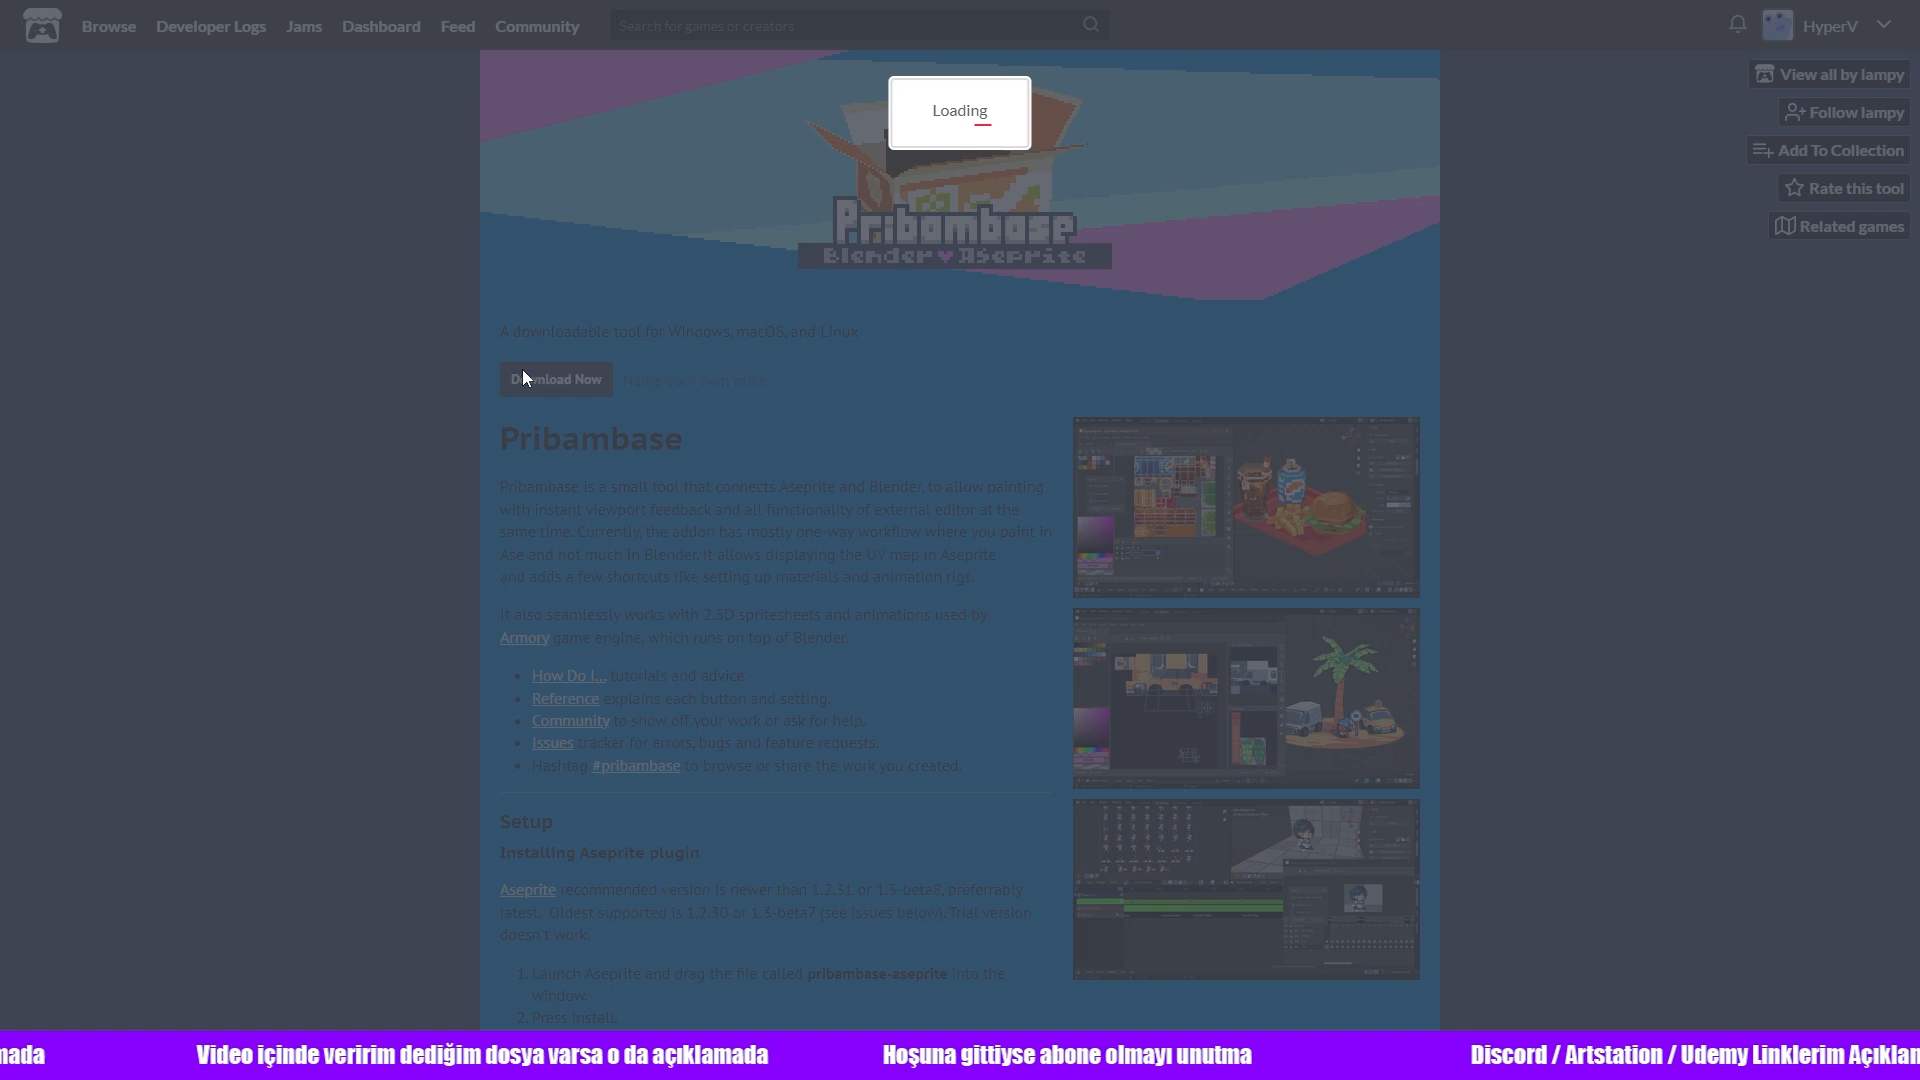 Browse Developer Logs Jams Dashboard Feed Community Search for games or creators HyperV
View all by lampy
Follow lampy
Add To Collection
Rate this tool
Related games
Loading
Pribambase
Blender ♥ Aseprite
A downloadable tool for Windows, macOS, and Linux
Download Now Name your own price
Pribambase
Pribambase is a small tool that connects Aseprite and Blender, to allow painting
with instant viewport feedback and all functionality of external editor at the
same time. Currently, the addon has mostly one-way workflow where you paint in
Ase and not much in Blender. It allows displaying the UV map in Aseprite
and adds a few shortcuts like setting up materials and animation rigs.
It also seamlessly works with 2.5D spritesheets and animations used by
Armory game engine, which runs on top of Blender.
How Do I... tutorials and advice.
Reference explains each button and setting.
Community to show off your work or ask for help.
Issues tracker for errors, bugs and feature requests.
Hashtag #pribambase to browse or share the work you created.
Setup
Installing Aseprite plugin
Aseprite recommended version is newer than 1.2.31 or 1.3-beta8, preferrably
latest. Oldest supported is 1.2.30 or 1.3-beta7 (see Issues below). Trial version
doesn't work.
1. Launch Aseprite and drag the file called pribambase-aseprite into the
window.
2. Press Install.
mada Video içinde veririm dediğim dosya varsa o da açıklamada Hoşuna gittiyse abone olmayı unutma Discord / Artstation / Udemy Linklerim Açıklam